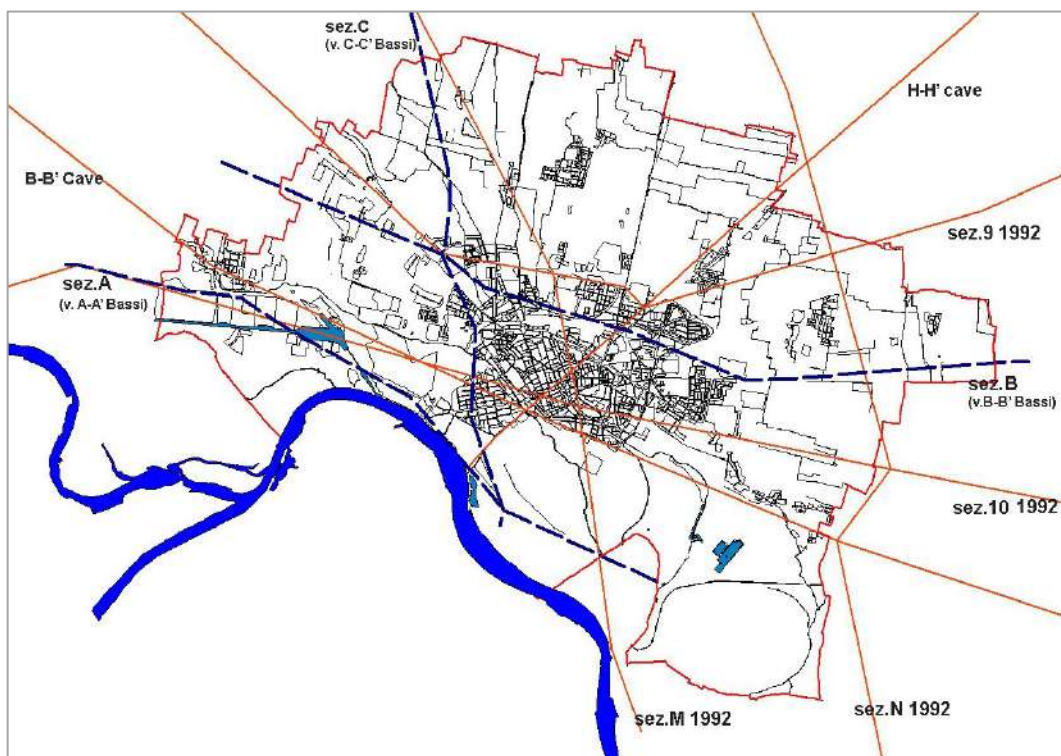 sez.C
(v. C-C' Bassi)
H-H' cave
B-B' Cave
sez.9 1992
sez.A
(v. A-A' Bassi)
sez.B
(v.B-B' Bassi)
sez.10 1992
sez.M 1992
sez.N 1992